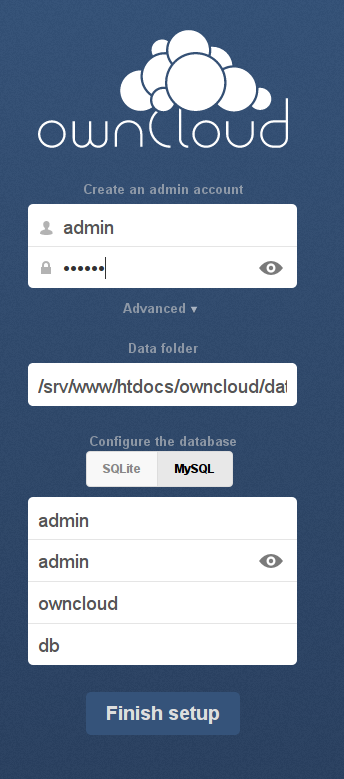 ownCloud
Create an admin account
admin
••••••
Advanced ▼
Data folder
/srv/www/htdocs/owncloud/dat
Configure the database
SQLite MySQL
admin
admin
owncloud
db
Finish setup